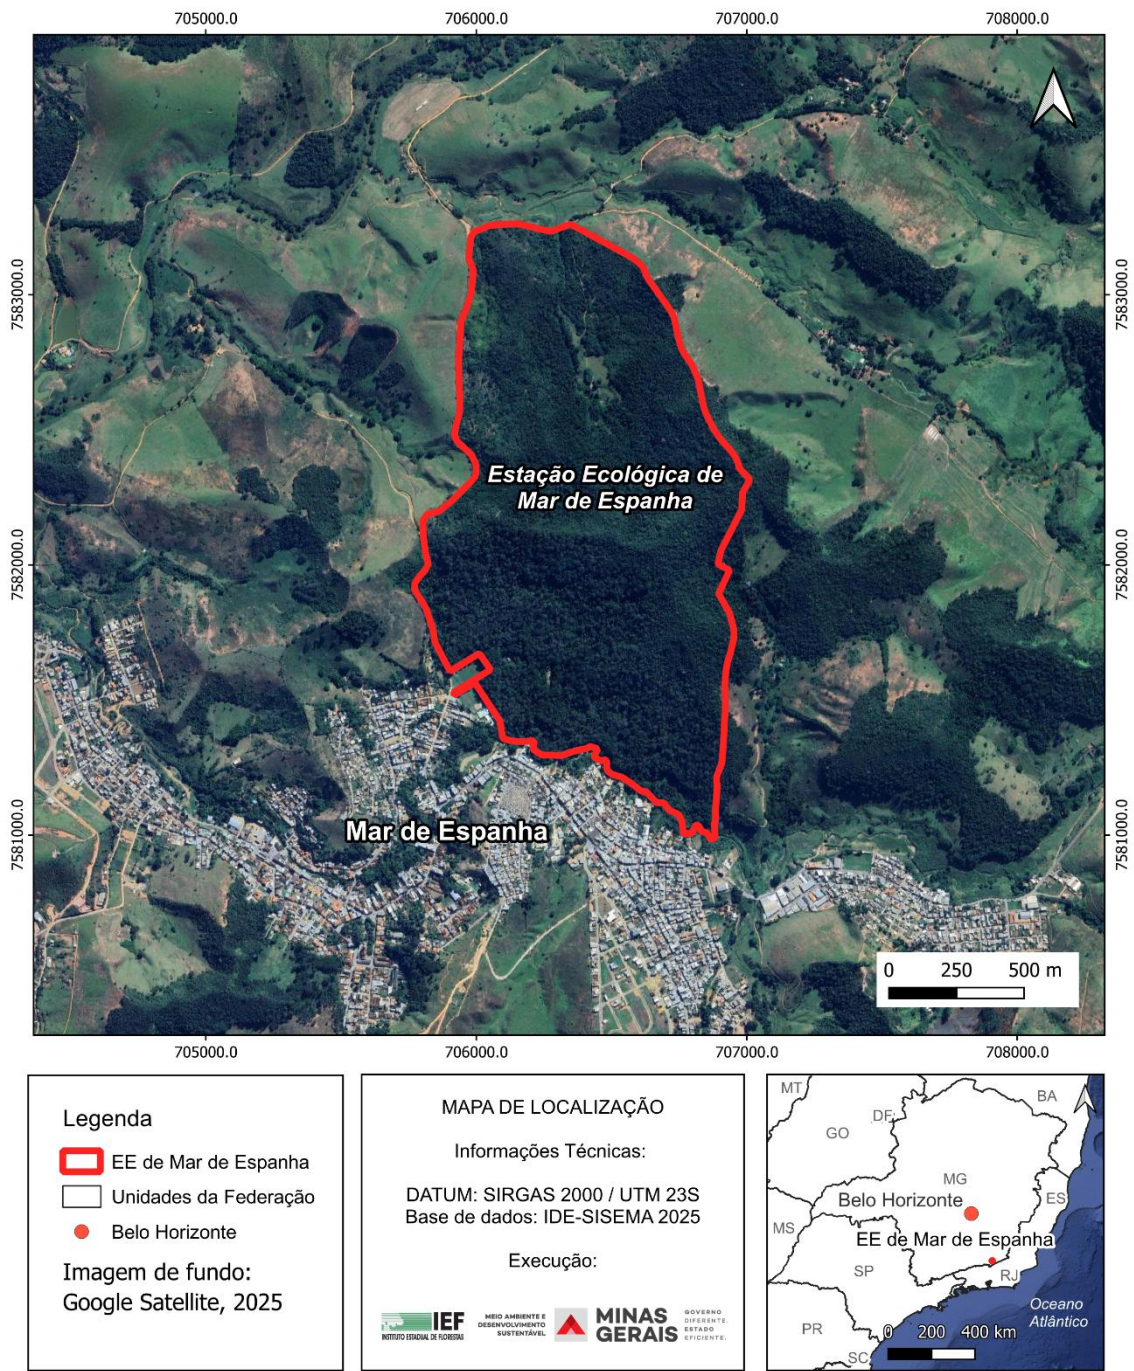 705000.0 706000.0 707000.0 708000.0
7583000.0 7583000.0
Estação Ecológica de
Mar de Espanha
7582000.0 7582000.0
7581000.0 7581000.0
Mar de Espanha
0 250 500 m
705000.0 706000.0 707000.0 708000.0
Legenda
EE de Mar de Espanha
Unidades da Federação
Belo Horizonte
Imagem de fundo:
Google Satellite, 2025
MAPA DE LOCALIZAÇÃO
Informações Técnicas:
DATUM: SIRGAS 2000 / UTM 23S
Base de dados: IDE-SISEMA 2025
Execução:
IEF
INSTITUTO ESTADUAL DE FLORESTAS
MEIO AMBIENTE E
DESENVOLVIMENTO
SUSTENTÁVEL
MINAS
GERAIS
GOVERNO
DIFERENTE.
ESTADO
EFICIENTE.
MT
BA
DF
GO
MG
ES
Belo Horizonte
MS
EE de Mar de Espanha
SP
RJ
Oceano
Atlântico
PR
0 200 400 km
SC